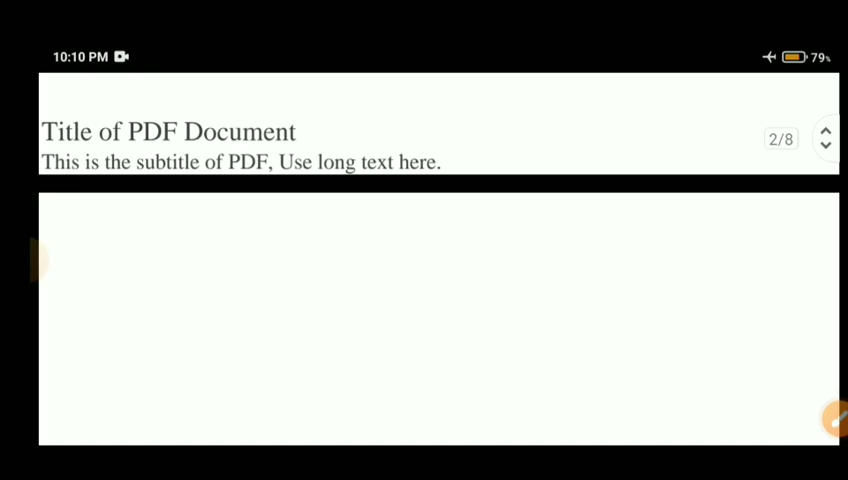 10:10 PM
79%
Title of PDF Document
2/8
This is the subtitle of PDF, Use long text here.